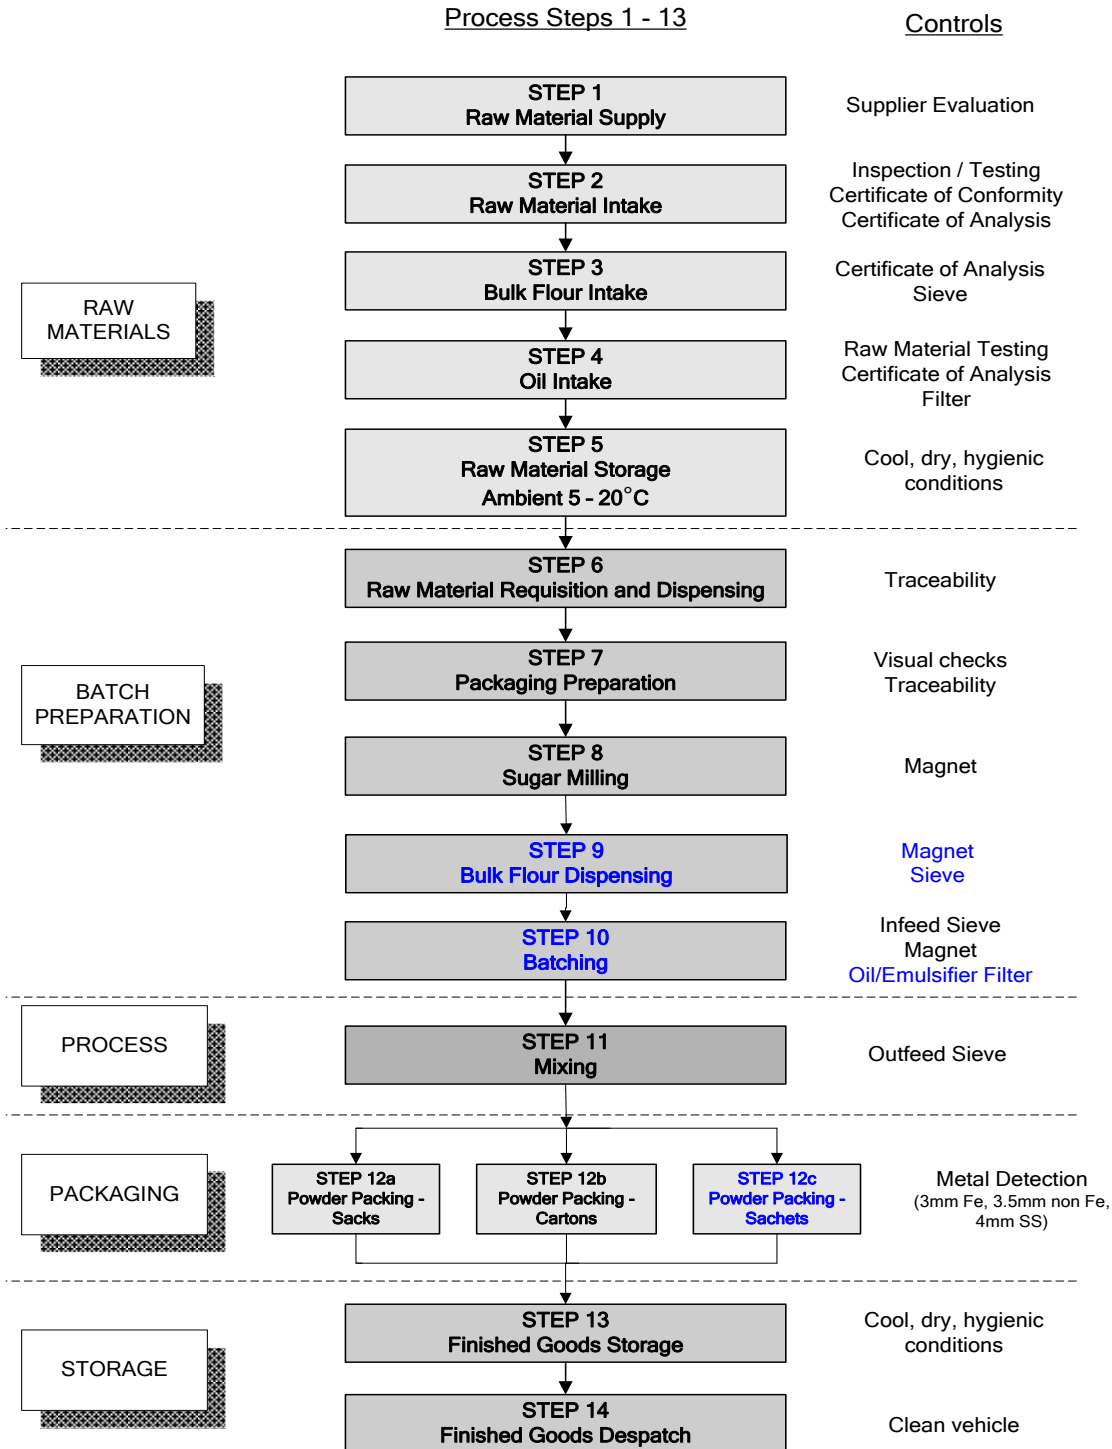 Process Steps 1 - 13
Controls
STEP 1
Raw Material Supply
Supplier Evaluation
STEP 2
Raw Material Intake
Inspection / Testing
Certificate of Conformity
Certificate of Analysis
RAW
MATERIALS
STEP 3
Bulk Flour Intake
Certificate of Analysis
Sieve
STEP 4
Oil Intake
Raw Material Testing
Certificate of Analysis
Filter
STEP 5
Raw Material Storage
Ambient 5 - 20°C
Cool, dry, hygienic
conditions
STEP 6
Raw Material Requisition and Dispensing
Traceability
BATCH
PREPARATION
STEP 7
Packaging Preparation
Visual checks
Traceability
STEP 8
Sugar Milling
Magnet
STEP 9
Bulk Flour Dispensing
Magnet
Sieve
STEP 10
Batching
Infeed Sieve
Magnet
Oil/Emulsifier Filter
PROCESS
STEP 11
Mixing
Outfeed Sieve
PACKAGING
STEP 12a
Powder Packing -
Sacks
STEP 12b
Powder Packing -
Cartons
STEP 12c
Powder Packing -
Sachets
Metal Detection
(3mm Fe, 3.5mm non Fe,
4mm SS)
STORAGE
STEP 13
Finished Goods Storage
Cool, dry, hygienic
conditions
STEP 14
Finished Goods Despatch
Clean vehicle